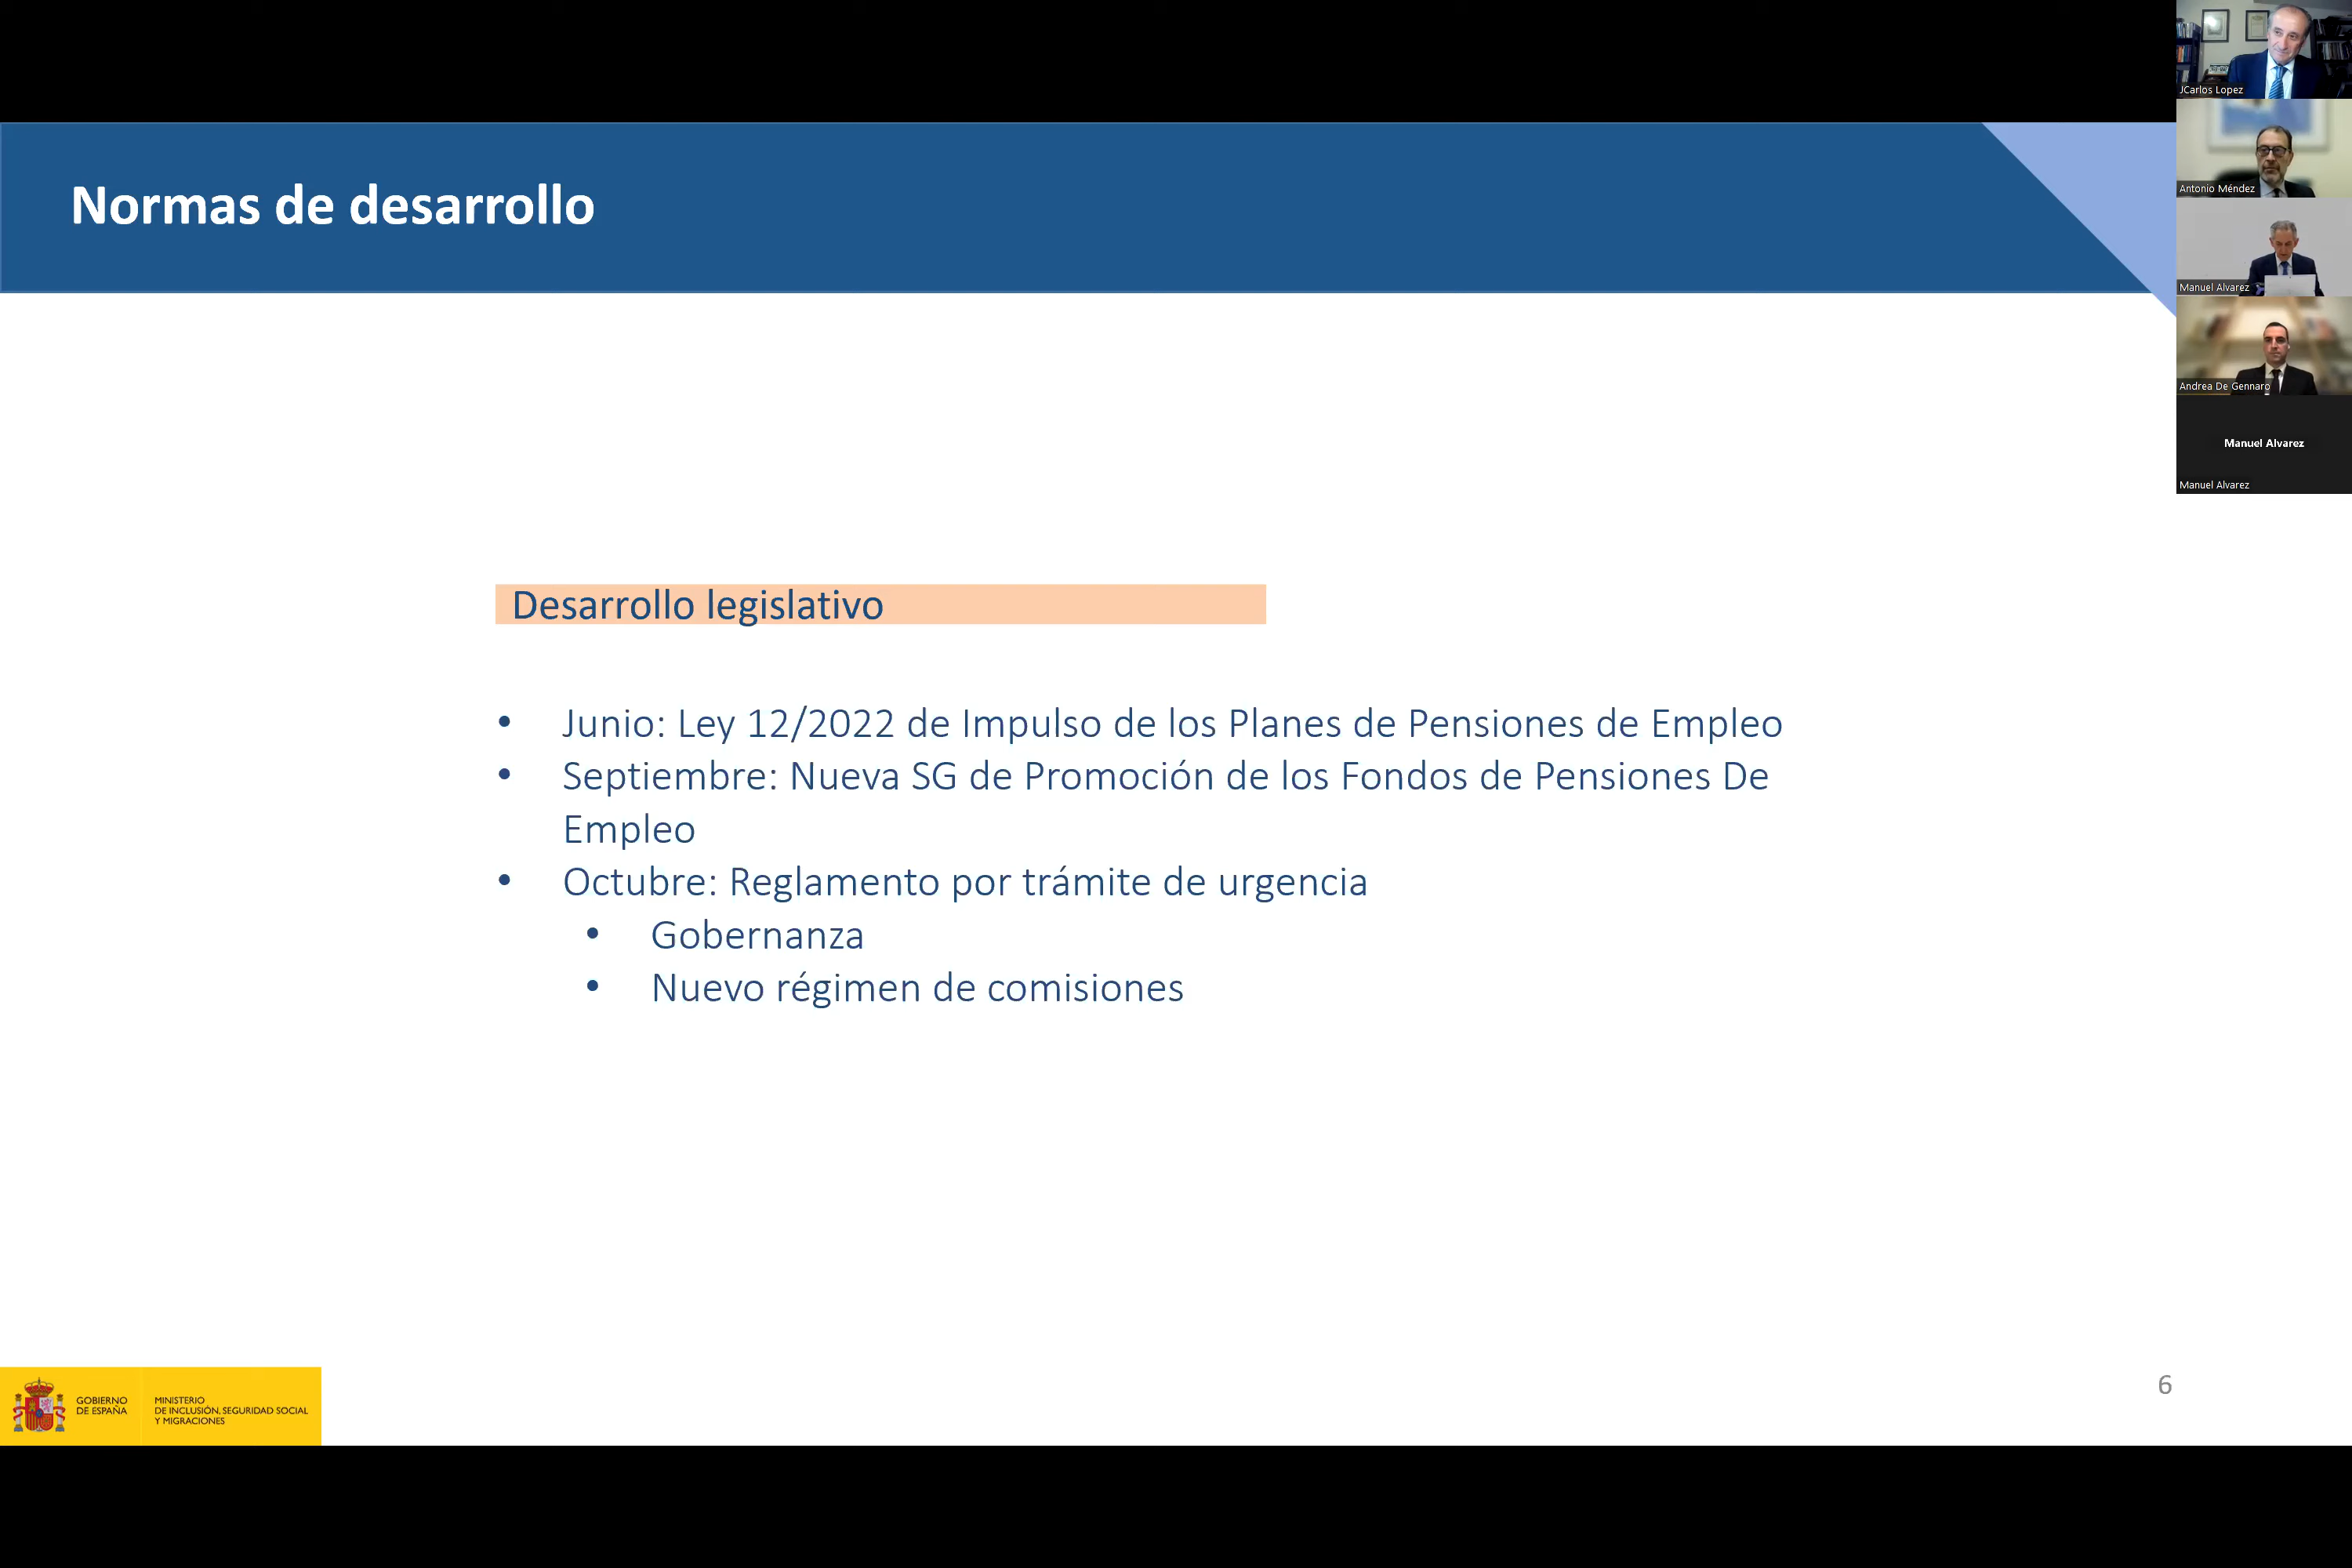 JCarlos Lopez
Normas de desarrollo
Antonio Méndez
Manuel Alvarez
Andrea De Gennaro
Manuel Alvarez
Manuel Alvarez
Desarrollo legislativo
• Junio: Ley 12/2022 de Impulso de los Planes de Pensiones de Empleo
• Septiembre: Nueva SG de Promoción de los Fondos de Pensiones De
Empleo
• Octubre: Reglamento por trámite de urgencia
• Gobernanza
• Nuevo régimen de comisiones
6
GOBIERNO
DE ESPAÑA
MINISTERIO
DE INCLUSIÓN, SEGURIDAD SOCIAL
Y MIGRACIONES